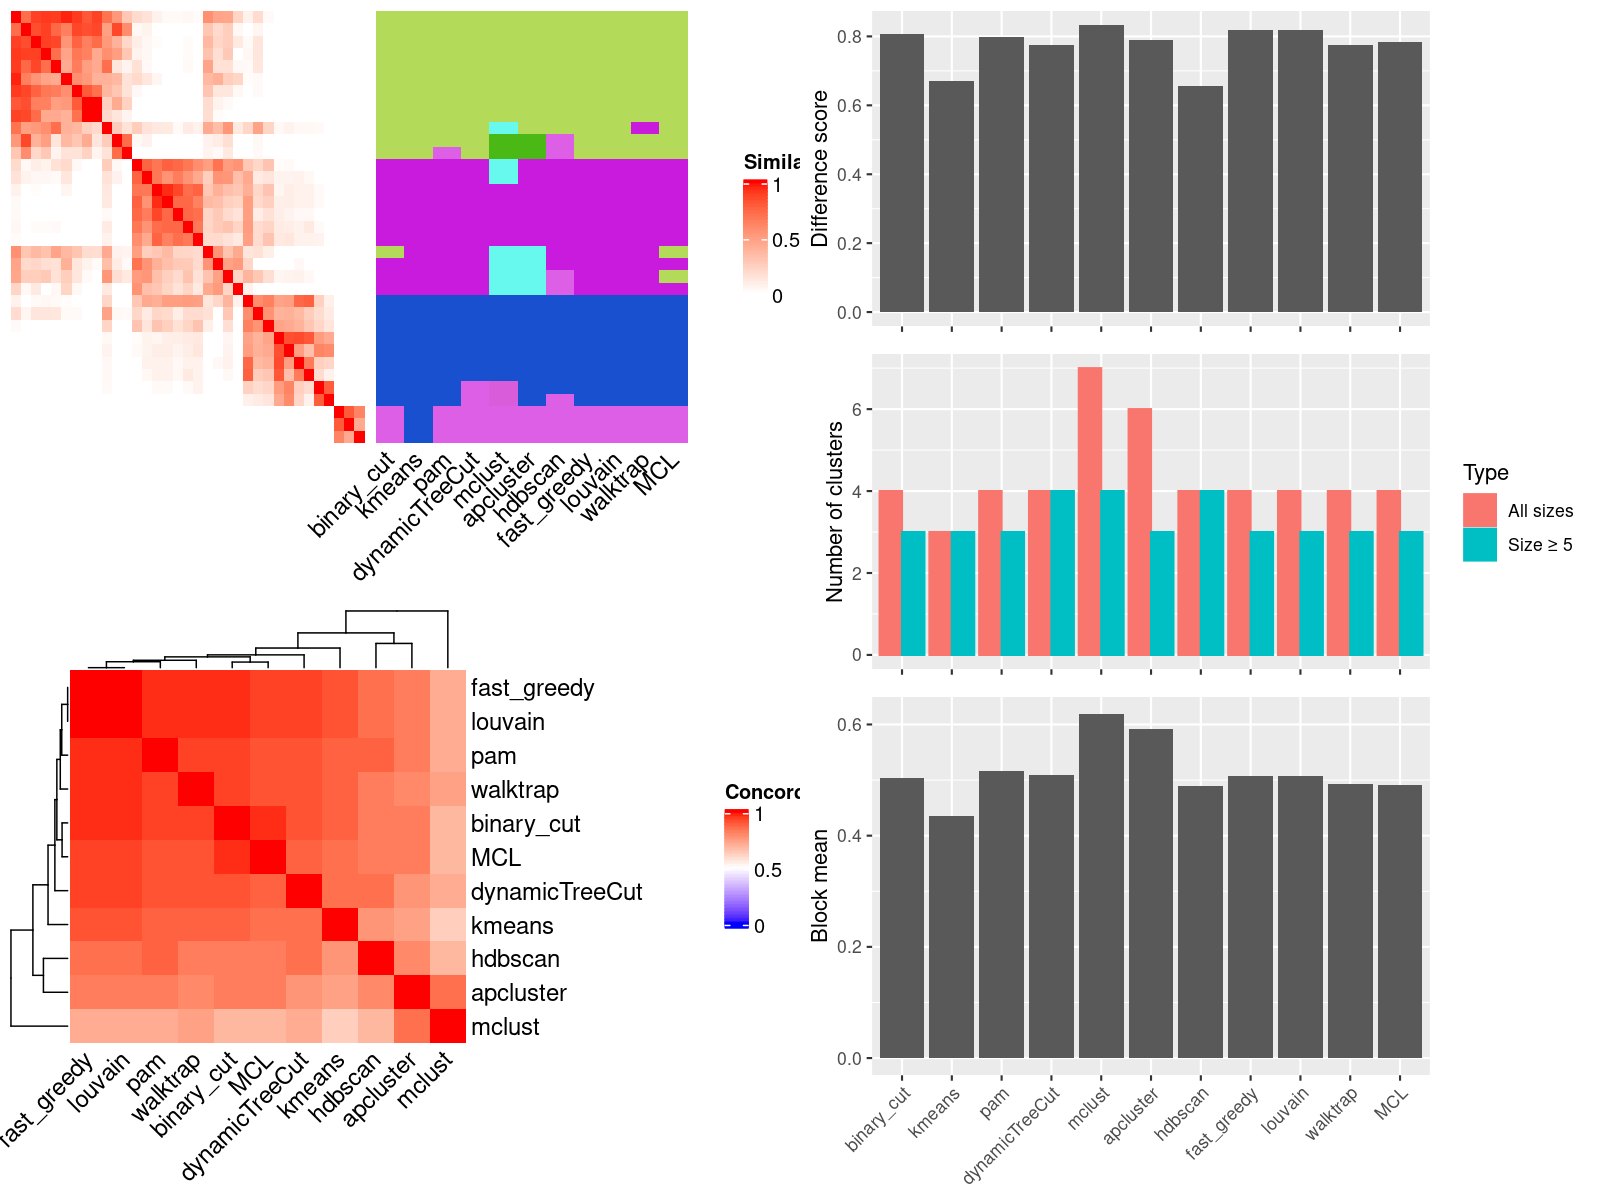 Simila
1
0.5
0
binary_cut
kmeans
pam
dynamicTreeCut
mclust
apcluster
hdbscan
fast_greedy
louvain
walktrap
MCL
fast_greedy
louvain
pam
walktrap
binary_cut
MCL
dynamicTreeCut
kmeans
hdbscan
apcluster
mclust
fast_greedy
louvain
pam
walktrap
binary_cut
MCL
dynamicTreeCut
kmeans
hdbscan
apcluster
mclust
Concord
1
0.5
0
Difference score
0.8
0.6
0.4
0.2
0.0
Number of clusters
6
4
2
0
Type
All sizes
Size ≥ 5
Block mean
0.6
0.4
0.2
0.0
binary_cut
kmeans
pam
dynamicTreeCut
mclust
apcluster
hdbscan
fast_greedy
louvain
walktrap
MCL